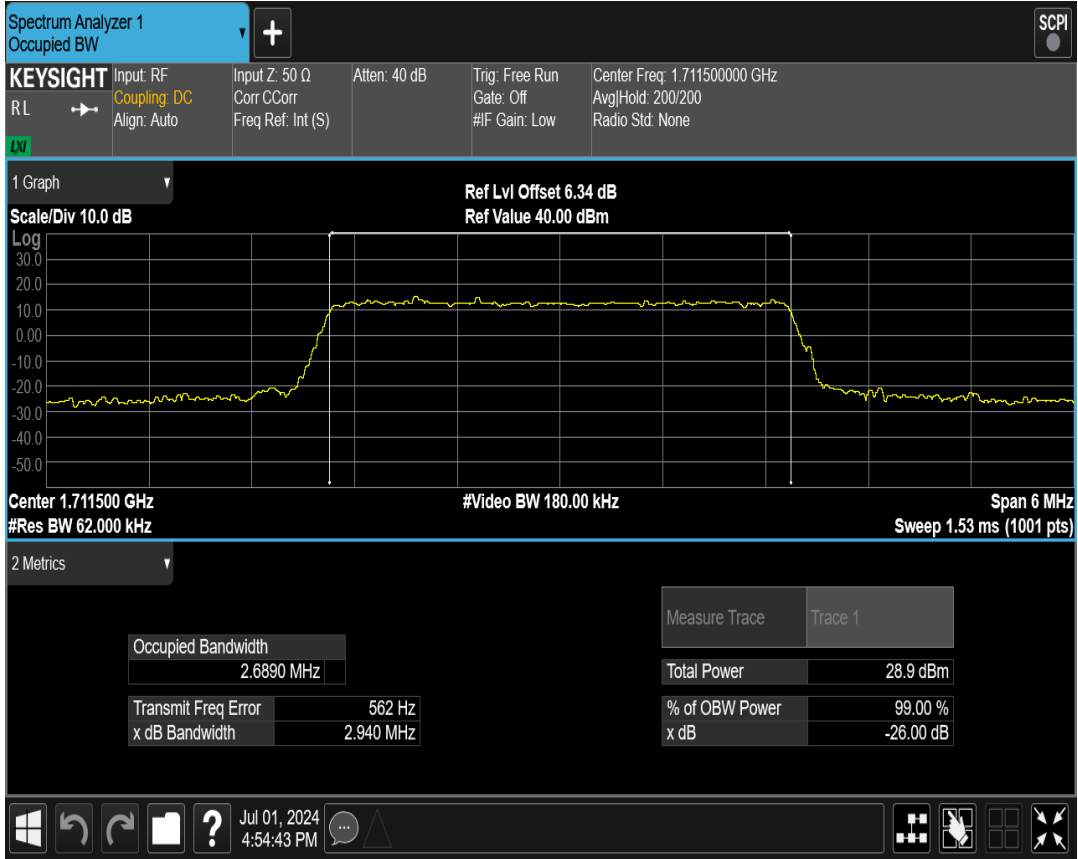 Spectrum Analyzer 1
Occupied BW
+
SCPI
KEYSIGHT
R L
LXI
Input: RF
Coupling: DC
Align: Auto
Input Z: 50 Ω
Corr CCorr
Freq Ref: Int (S)
Atten: 40 dB
Trig: Free Run
Gate: Off
#IF Gain: Low
Center Freq: 1.711500000 GHz
Avg|Hold: 200/200
Radio Std: None
1 Graph
Scale/Div 10.0 dB
Ref Lvl Offset 6.34 dB
Ref Value 40.00 dBm
Log
30.0
20.0
10.0
0.00
-10.0
-20.0
-30.0
-40.0
-50.0
Center 1.711500 GHz
#Video BW 180.00 kHz
Span 6 MHz
#Res BW 62.000 kHz
Sweep 1.53 ms (1001 pts)
2 Metrics
Measure Trace
Trace 1
Occupied Bandwidth
2.6890 MHz
Total Power
28.9 dBm
Transmit Freq Error
562 Hz
% of OBW Power
99.00 %
x dB Bandwidth
2.940 MHz
x dB
-26.00 dB
?
Jul 01, 2024
4:54:43 PM